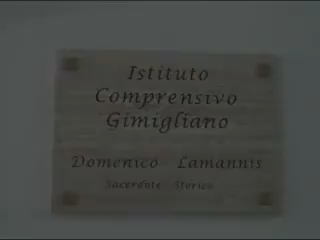 Istituto
Comprensivo
Gimigliano
Domenico Lamannis
Sacerdote Storico